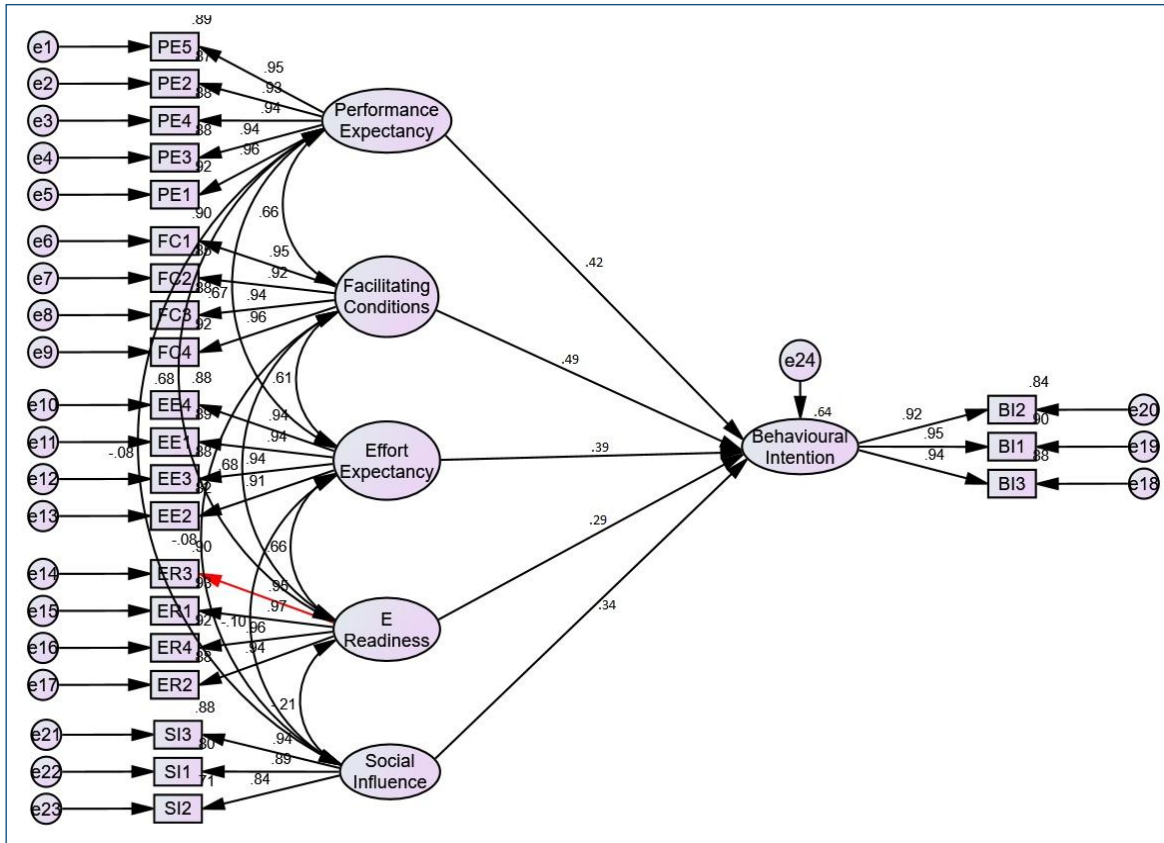 .89
e1
PE5
.87
.95
e2
PE2
.93
.88
e3
PE4
.94
.88
e4
PE3
.94
.92
e5
PE1
.96
Performance
Expectancy
.90
.66
e6
FC1
.95
e7
FC2
.92
.88
.67
e8
FC3
.94
.92
e9
FC4
.96
Facilitating
Conditions
.42
.49
.68
.88
.61
e10
EE4
.94
.89
e11
EE1
.94
-.08
.88
e12
EE3
.94
.68
.82
e13
EE2
.91
Effort
Expectancy
.39
-.08
.90
.66
e14
ER3
.95
e15
ER1
.97
.92
-.10
e16
ER4
.96
.88
e17
ER2
.94
E
Readiness
.29
.34
.88
-.21
e21
SI3
.94
.80
e22
SI1
.89
.71
e23
SI2
.84
Social
Influence
e24
.64
Behavioural
Intention
.84
.92
BI2
e20
.90
.95
BI1
e19
.88
.94
BI3
e18